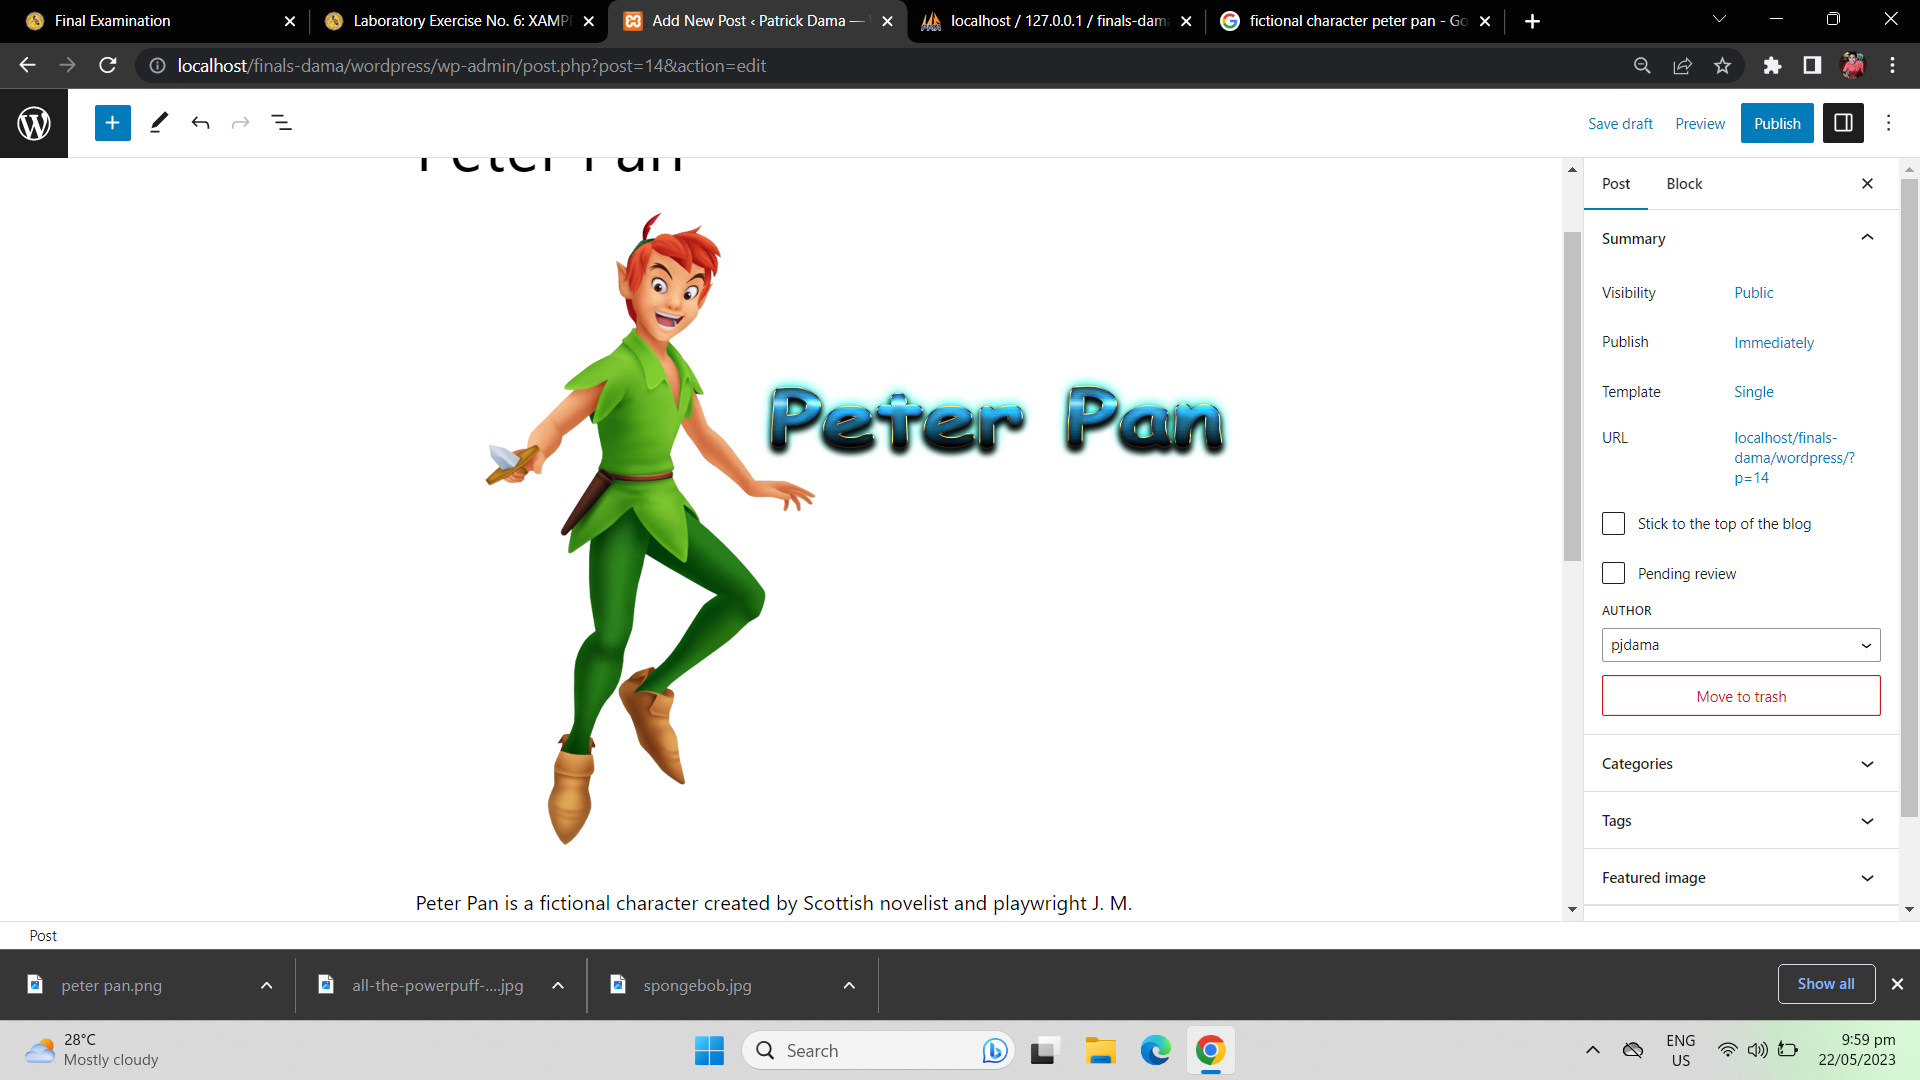 Final Examination
Laboratory Exercise No. 6: XAMP
Add New Post ‹ Patrick Dama —
localhost / 127.0.0.1 / finals-dama
fictional character peter pan - Go
localhost/finals-dama/wordpress/wp-admin/post.php?post=14&action=edit
Save draft
Preview
Publish
Peter Pan
Post
Block
Summary
Visibility
Public
Publish
Immediately
Template
Single
URL
localhost/finals-
dama/wordpress/?
p=14
Stick to the top of the blog
Pending review
AUTHOR
pjdama
Move to trash
Categories
Tags
Featured image
Peter Pan
Peter Pan is a fictional character created by Scottish novelist and playwright J. M.
Post
peter pan.png
all-the-powerpuff-....jpg
spongebob.jpg
Show all
28°C
Mostly cloudy
Search
ENG
US
9:59 pm
22/05/2023